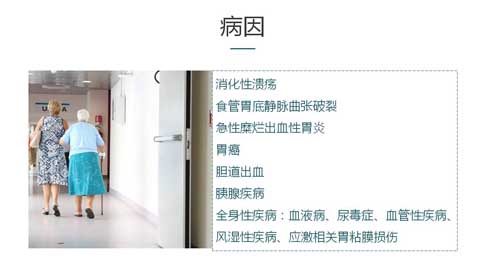 病因
消化性溃疡
食管胃底静脉曲张破裂
急性糜烂出血性胃炎
胃癌
胆道出血
胰腺疾病
全身性疾病：血液病、尿毒症、血管性疾病、
风湿性疾病、应激相关胃粘膜损伤